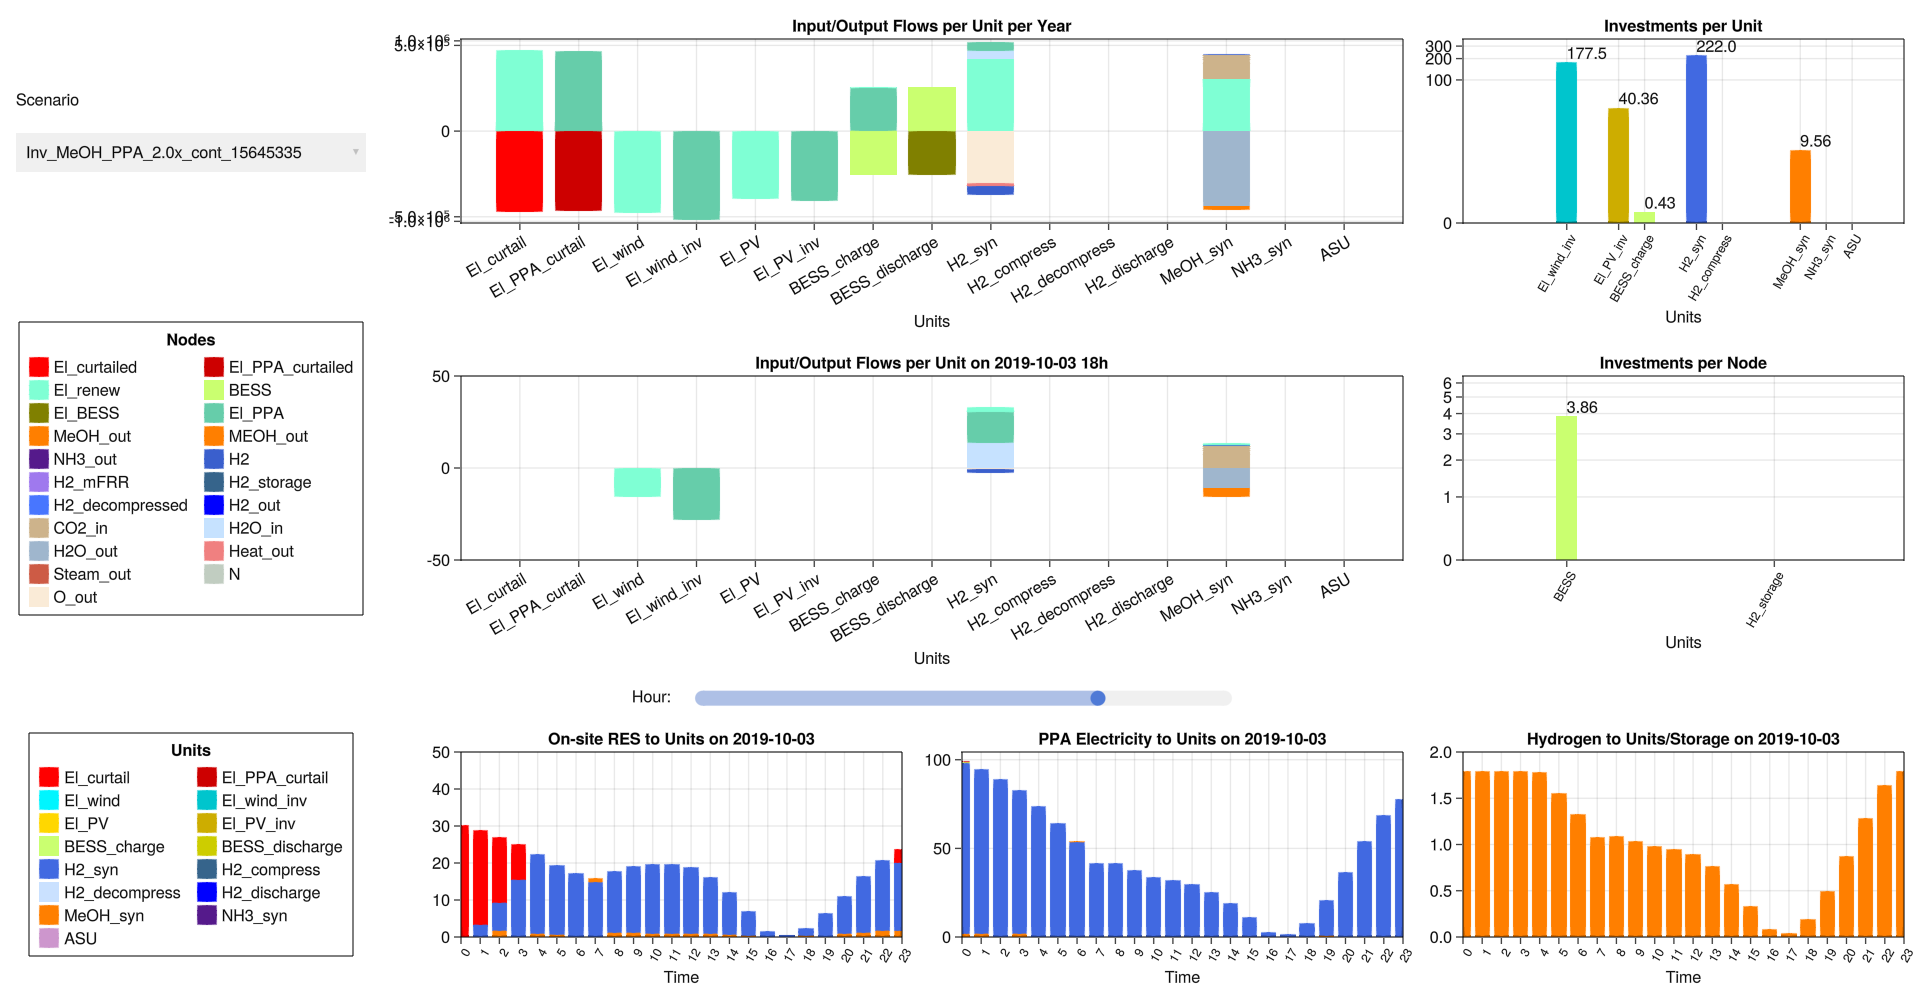 Scenario
Inv_MeOH_PPA_2.0x_cont_15645335
Nodes
El_curtailed El_PPA_curtailed
El_renew BESS
El_BESS El_PPA
MeOH_out MEOH_out
NH3_out H2
H2_mFRR H2_storage
H2_decompressed H2_out
CO2_in H2O_in
H2O_out Heat_out
Steam_out N
O_out
Units
El_curtail El_PPA_curtail
El_wind El_wind_inv
El_PV El_PV_inv
BESS_charge BESS_discharge
H2_syn H2_compress
H2_decompress H2_discharge
MeOH_syn NH3_syn
ASU
Input/Output Flows per Unit per Year
1.0×10⁶
5.0×10⁵
0
-5.0×10⁵
-1.0×10⁶
El_curtail El_PPA_curtail El_wind El_wind_inv El_PV El_PV_inv BESS_charge BESS_discharge H2_syn H2_compress H2_decompress H2_discharge MeOH_syn NH3_syn ASU
Units
Investments per Unit
300
200
100
0
177.5 40.36 0.43 222.0 9.56
El_wind_inv El_PV_inv BESS_charge H2_syn H2_compress MeOH_syn NH3_syn ASU
Units
Input/Output Flows per Unit on 2019-10-03 18h
50
0
-50
El_curtail El_PPA_curtail El_wind El_wind_inv El_PV El_PV_inv BESS_charge BESS_discharge H2_syn H2_compress H2_decompress H2_discharge MeOH_syn NH3_syn ASU
Units
Investments per Node
6
5
4
3
2
1
0
3.86
BESS H2_storage
Units
Hour:
On-site RES to Units on 2019-10-03
50
40
30
20
10
0
0 1 2 3 4 5 6 7 8 9 10 11 12 13 14 15 16 17 18 19 20 21 22 23
Time
PPA Electricity to Units on 2019-10-03
100
50
0
0 1 2 3 4 5 6 7 8 9 10 11 12 13 14 15 16 17 18 19 20 21 22 23
Time
Hydrogen to Units/Storage on 2019-10-03
2.0
1.5
1.0
0.5
0.0
0 1 2 3 4 5 6 7 8 9 10 11 12 13 14 15 16 17 18 19 20 21 22 23
Time